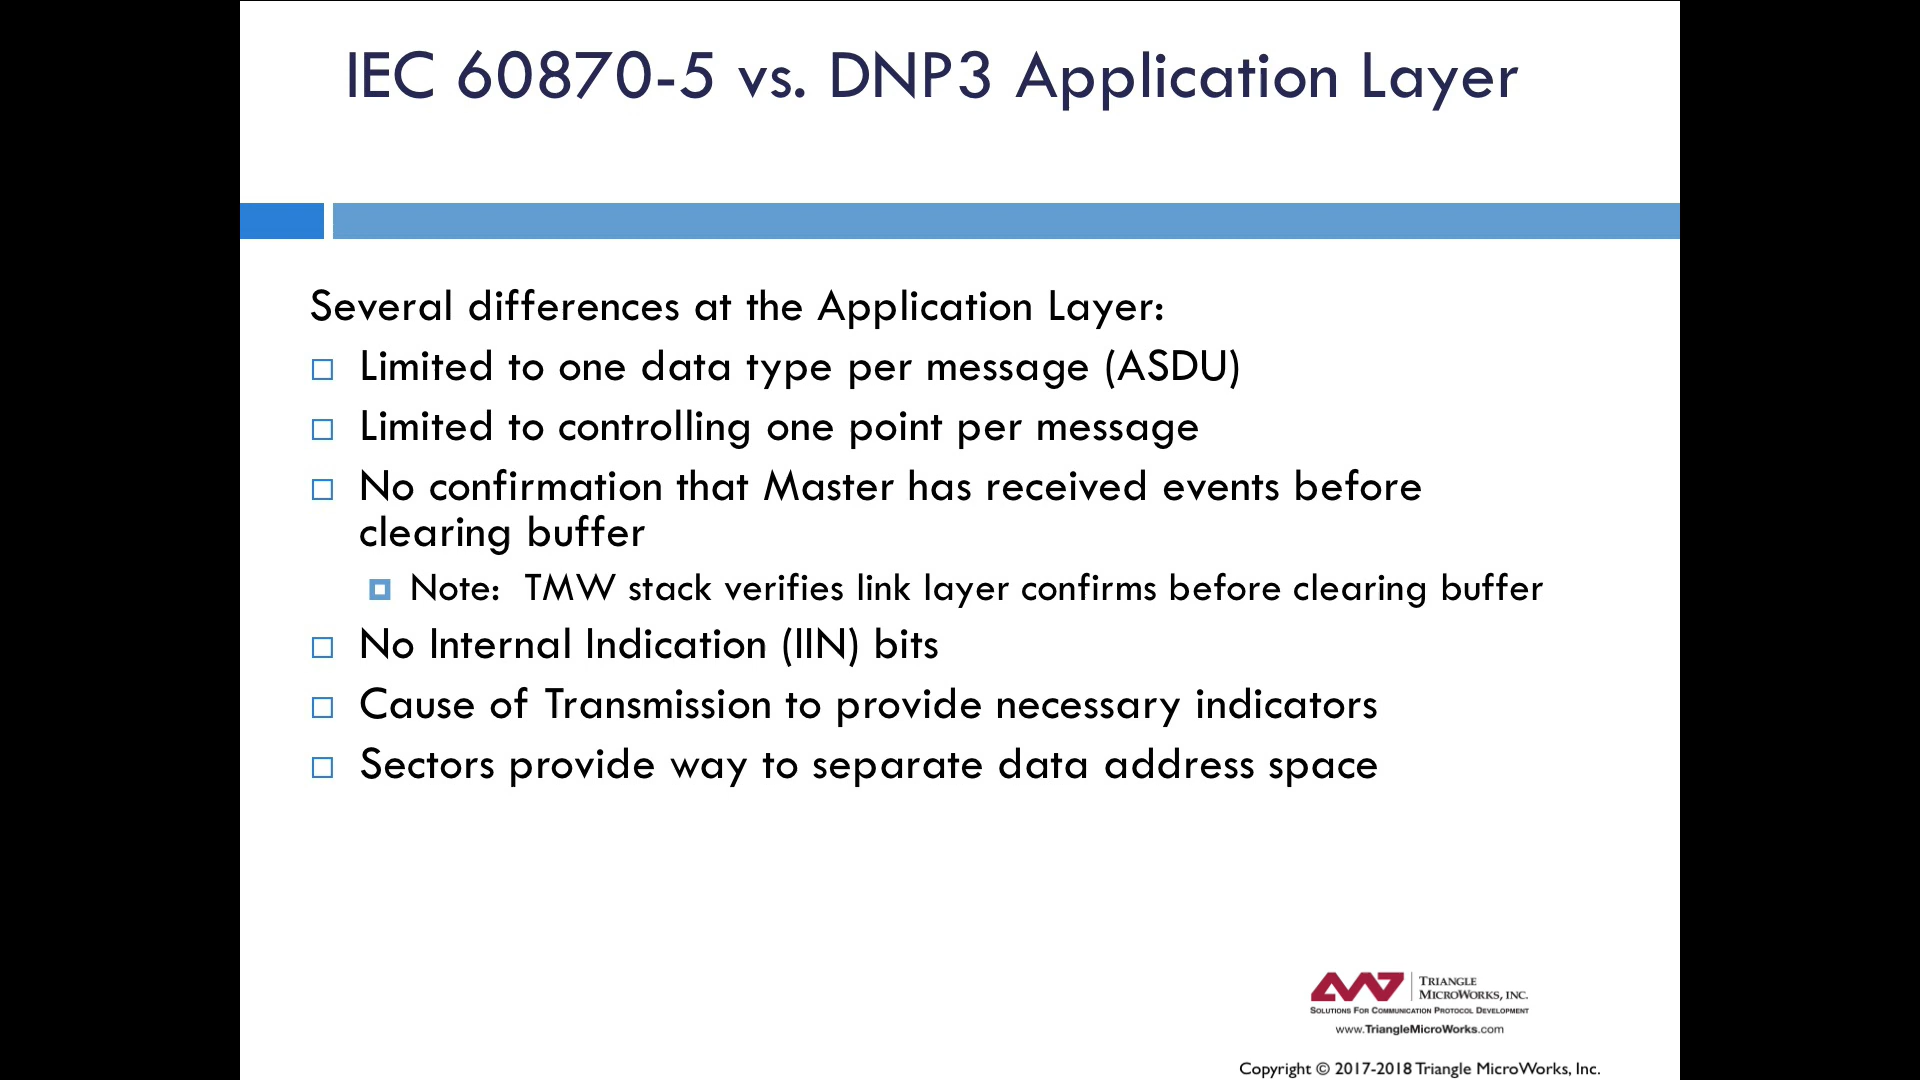 IEC 60870-5 vs. DNP3 Application Layer
Several differences at the Application Layer:
Limited to one data type per message (ASDU)
Limited to controlling one point per message
No confirmation that Master has received events before
clearing buffer
Note: TMW stack verifies link layer confirms before clearing buffer
No Internal Indication (IIN) bits
Cause of Transmission to provide necessary indicators
Sectors provide way to separate data address space
TRIANGLE
MICROWORKS, INC.
SOLUTIONS FOR COMMUNICATION PROTOCOL DEVELOPMENT
www.TriangleMicroWorks.com
Copyright © 2017-2018 Triangle MicroWorks, Inc.